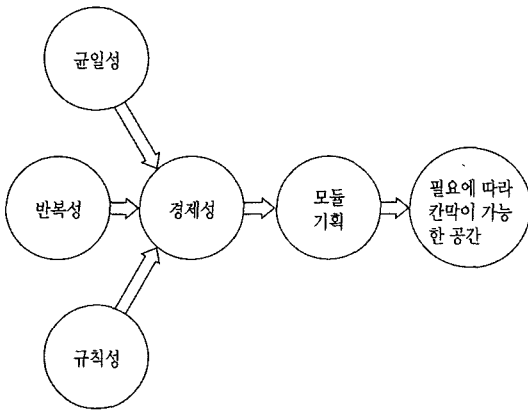 균일성
반복성
경제성
모듈
기획
필요에 따라
칸막이 가능
한 공간
규칙성